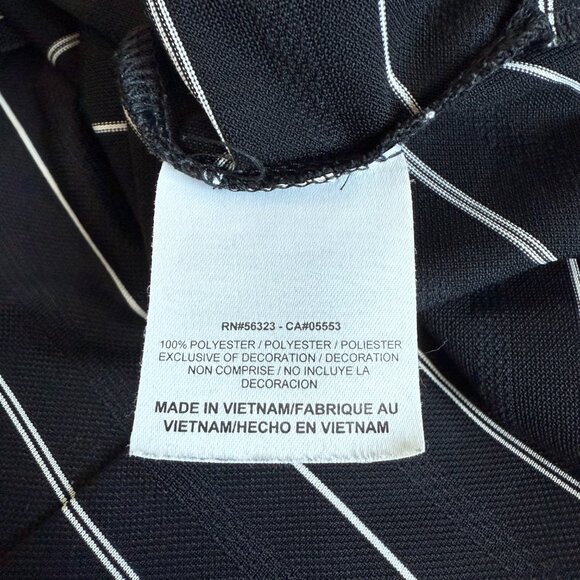 RN#56323 - CA#05553
100% POLYESTER / POLYESTER / POLIESTER
EXCLUSIVE OF DECORATION / DECORATION
NON COMPRISE / NO INCLUYE LA
DECORACION
MADE IN VIETNAM/FABRIQUE AU
VIETNAM/HECHO EN VIETNAM